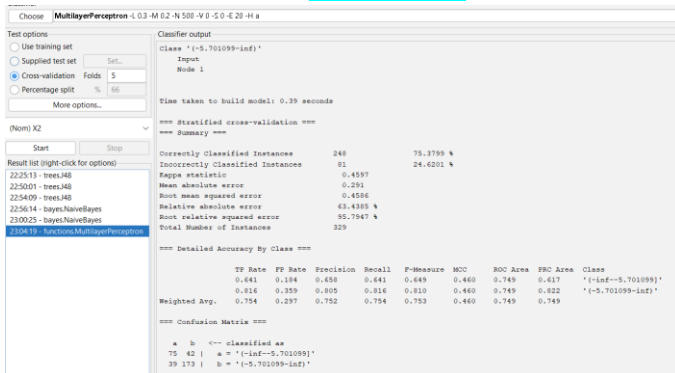 Choose MultilayerPerceptron -L 0.3 -M 0.2 -N 500 -V 0 -S 0 -E 20 -H a
Test options
Use training set
Supplied test set Set...
Cross-validation Folds 5
Percentage split % 66
More options...
(Nom) X2
Start Stop
Result list (right-click for options)
22:25:13 - trees.J48
22:50:01 - trees.J48
22:54:09 - trees.J48
22:56:14 - bayes.NaiveBayes
23:00:25 - bayes.NaiveBayes
23:04:19 - functions.MultilayerPerceptron
Classifier output
Class '(-5.701099-inf)'
Input
Node 1
Time taken to build model: 0.39 seconds
=== Stratified cross-validation ===
=== Summary ===
Correctly Classified Instances 248 75.3799 %
Incorrectly Classified Instances 81 24.6201 %
Kappa statistic 0.4597
Mean absolute error 0.291
Root mean squared error 0.4586
Relative absolute error 63.4385 %
Root relative squared error 95.7947 %
Total Number of Instances 329
=== Detailed Accuracy By Class ===
TP Rate FP Rate Precision Recall F-Measure MCC ROC Area PRC Area Class
0.641 0.184 0.658 0.641 0.649 0.460 0.749 0.617 '(-inf--5.701099]'
0.816 0.359 0.805 0.816 0.810 0.460 0.749 0.822 '(-5.701099-inf)'
Weighted Avg. 0.754 0.297 0.752 0.754 0.753 0.460 0.749 0.749
=== Confusion Matrix ===
a b <-- classified as
75 42 | a = '(-inf--5.701099]'
39 173 | b = '(-5.701099-inf)'